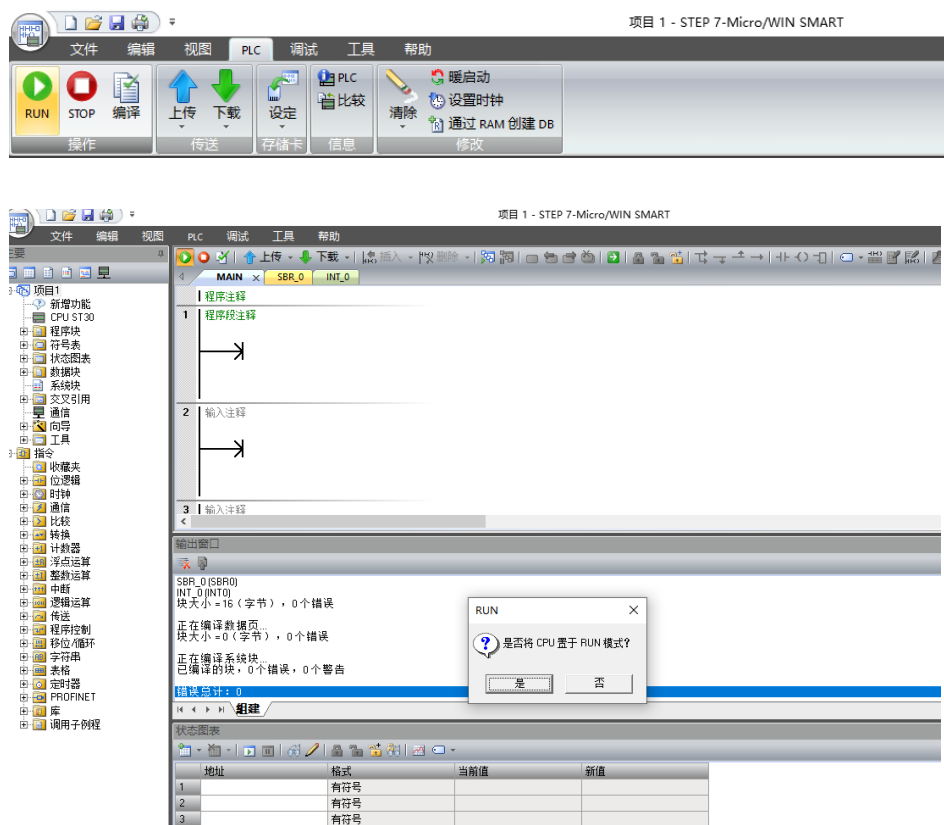 项目 1 - STEP 7-Micro/WIN SMART
文件 编辑 视图 PLC 调试 工具 帮助
RUN STOP 编译 上传 下载 设定 PLC 比较 清除 暖启动 设置时钟 通过 RAM 创建 DB
操作 传送 存储卡 信息 修改
项目 1 - STEP 7-Micro/WIN SMART
文件 编辑 视图 PLC 调试 工具 帮助
主要
上传 下载 插入 删除
MAIN x SBR_0 INT_0
项目1
新增功能
CPU ST30
程序块
符号表
状态图表
数据块
系统块
交叉引用
通信
向导
工具
指令
收藏夹
位逻辑
时钟
通信
比较
转换
计数器
浮点运算
整数运算
中断
逻辑运算
传送
程序控制
移位/循环
字符串
表格
定时器
PROFINET
库
调用子例程
程序注释
1 程序段注释
2 输入注释
3 输入注释
输出窗口
SBR_0 (SBR0)
INT_0 (INT0)
块大小 =16（字节），0个错误
正在编译数据页...
块大小 =0（字节），0个错误
正在编译系统块...
已编译的块，0个错误，0个警告
错误总计：0
组建
RUN
是否将 CPU 置于 RUN 模式?
是 否
状态图表
地址 格式 当前值 新值
1 有符号
2 有符号
3 有符号